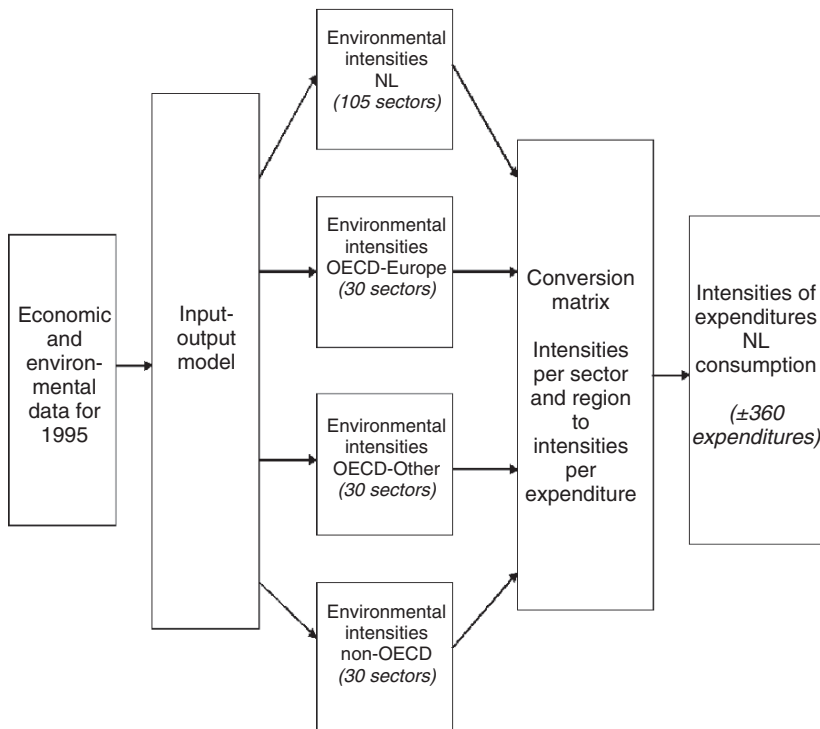 Economic
and
environ-
mental
data for
1995
Input-
output
model
Environmental
intensities
NL
(105 sectors)
Environmental
intensities
OECD-Europe
(30 sectors)
Environmental
intensities
OECD-Other
(30 sectors)
Environmental
intensities
non-OECD
(30 sectors)
Conversion
matrix
Intensities
per sector
and region
to
intensities
per
expenditure
Intensities of
expenditures
NL
consumption
(±360
expenditures)